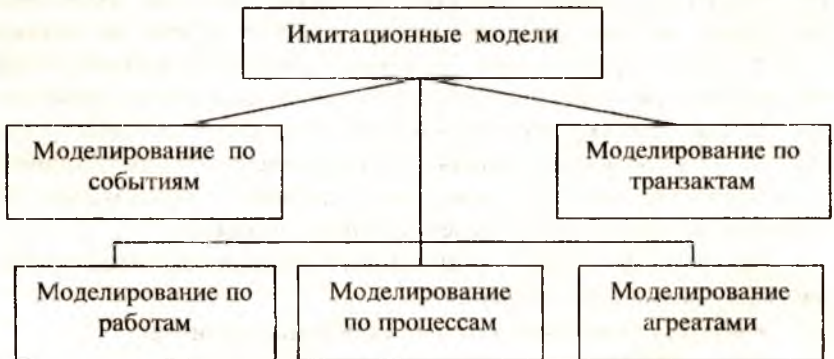 Имитационные модели
Моделирование по
событиям
Моделирование по
транзактам
Моделирование по
работам
Моделирование
по процессам
Моделирование
агреатами